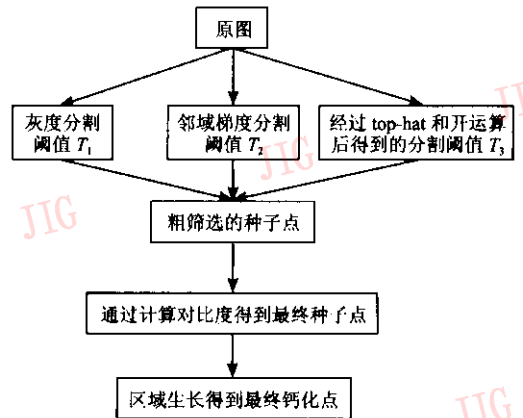 原图
灰度分割
阈值 T₁
邻域梯度分割
阈值 T₂
经过 top-hat 和开运算
后得到的分割阈值 T₃
粗筛选的种子点
通过计算对比度得到最终种子点
区域生长得到最终钙化点
JIG
JIG
JIG
JIG